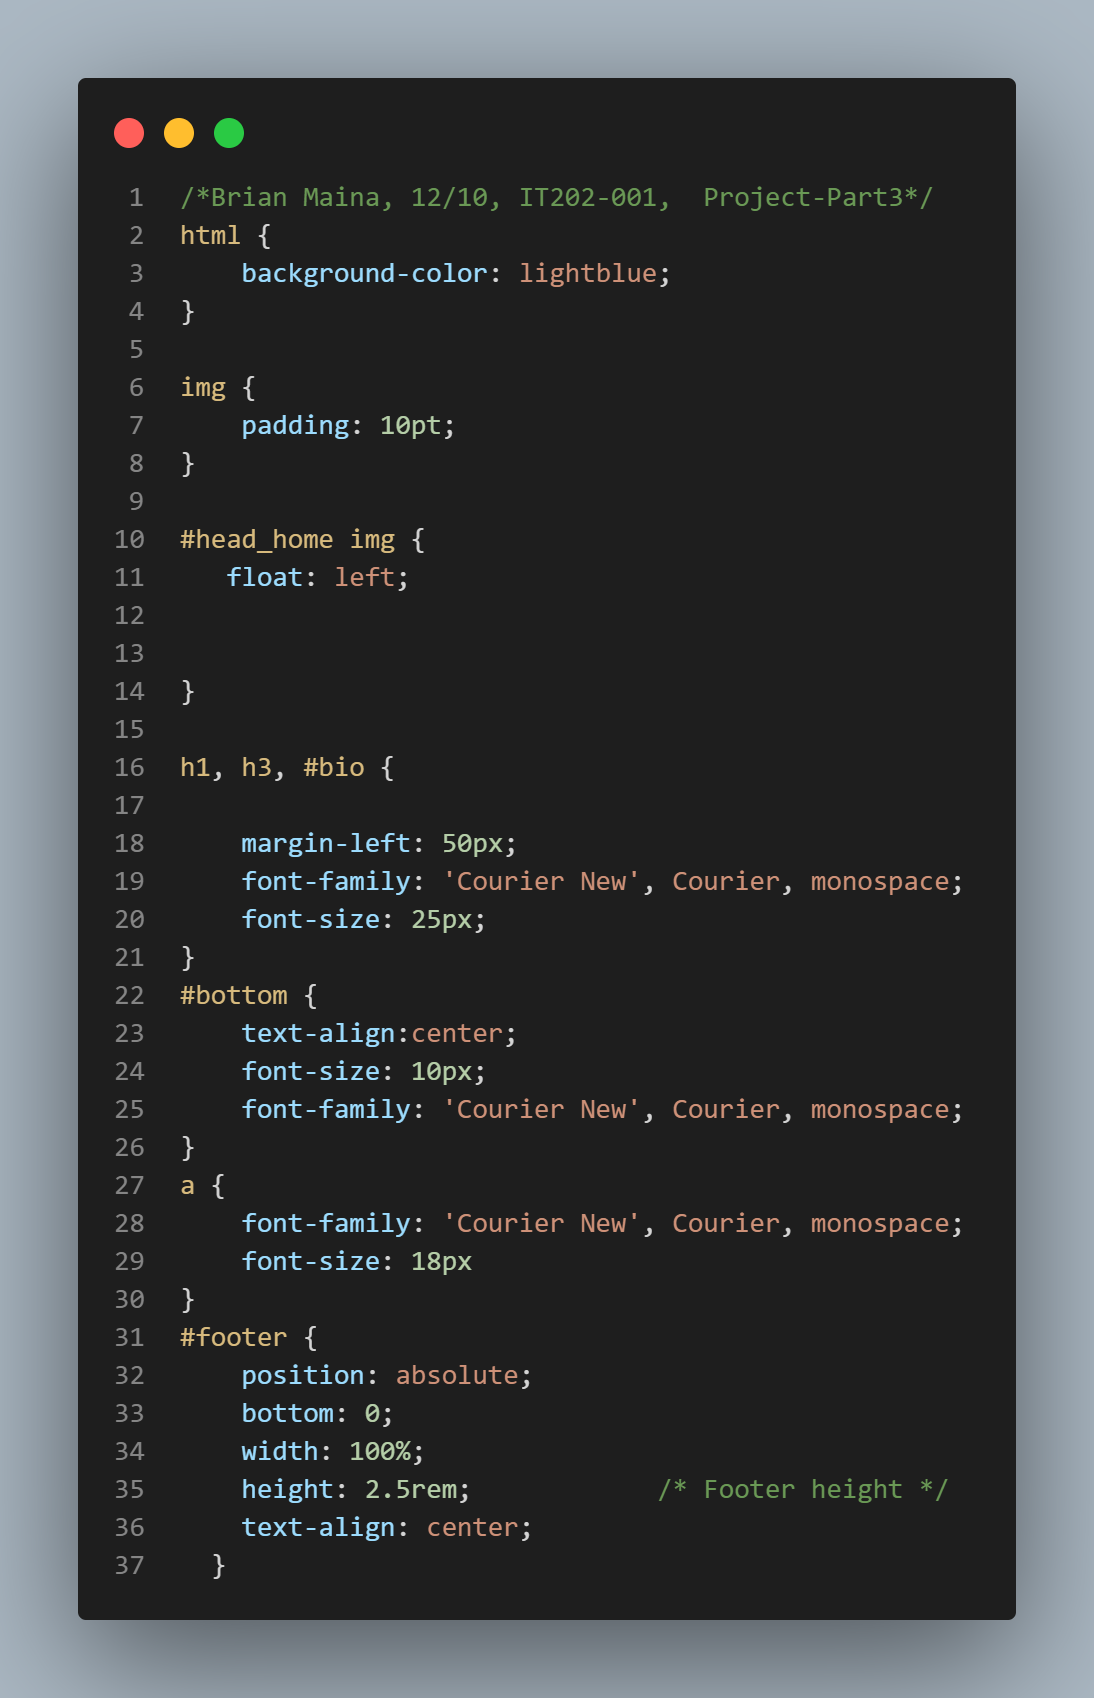 1 /*Brian Maina, 12/10, IT202-001,  Project-Part3*/
2 html {
3     background-color: lightblue;
4 }
5
6 img {
7     padding: 10pt;
8 }
9
10 #head_home img {
11    float: left;
12
13
14 }
15
16 h1, h3, #bio {
17
18     margin-left: 50px;
19     font-family: 'Courier New', Courier, monospace;
20     font-size: 25px;
21 }
22 #bottom {
23     text-align:center;
24     font-size: 10px;
25     font-family: 'Courier New', Courier, monospace;
26 }
27 a {
28     font-family: 'Courier New', Courier, monospace;
29     font-size: 18px
30 }
31 #footer {
32     position: absolute;
33     bottom: 0;
34     width: 100%;
35     height: 2.5rem;            /* Footer height */
36     text-align: center;
37   }